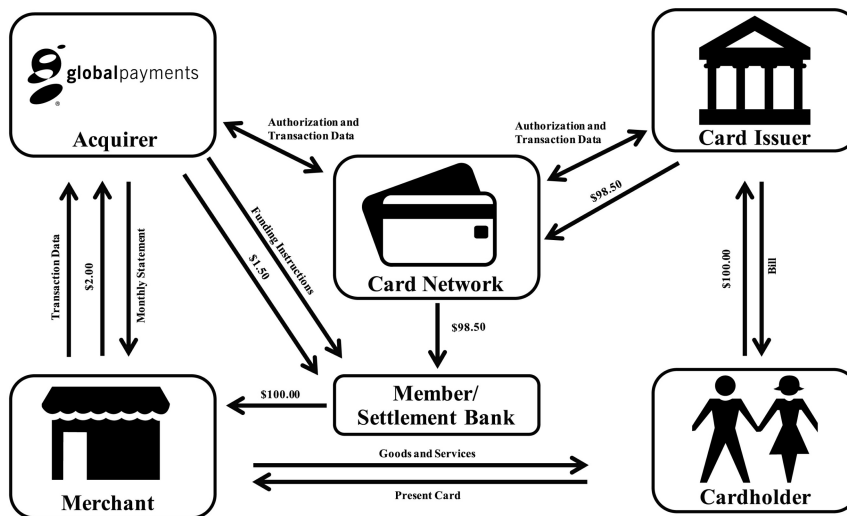 globalpayments
®
Acquirer
Card Issuer
Authorization and
Transaction Data
Authorization and
Transaction Data
$98.50
Funding Instructions
$1.50
Transaction Data
$2.00
Monthly Statement
Card Network
$100.00
Bill
$98.50
$100.00
Member/
Settlement Bank
Goods and Services
Present Card
Merchant
Cardholder